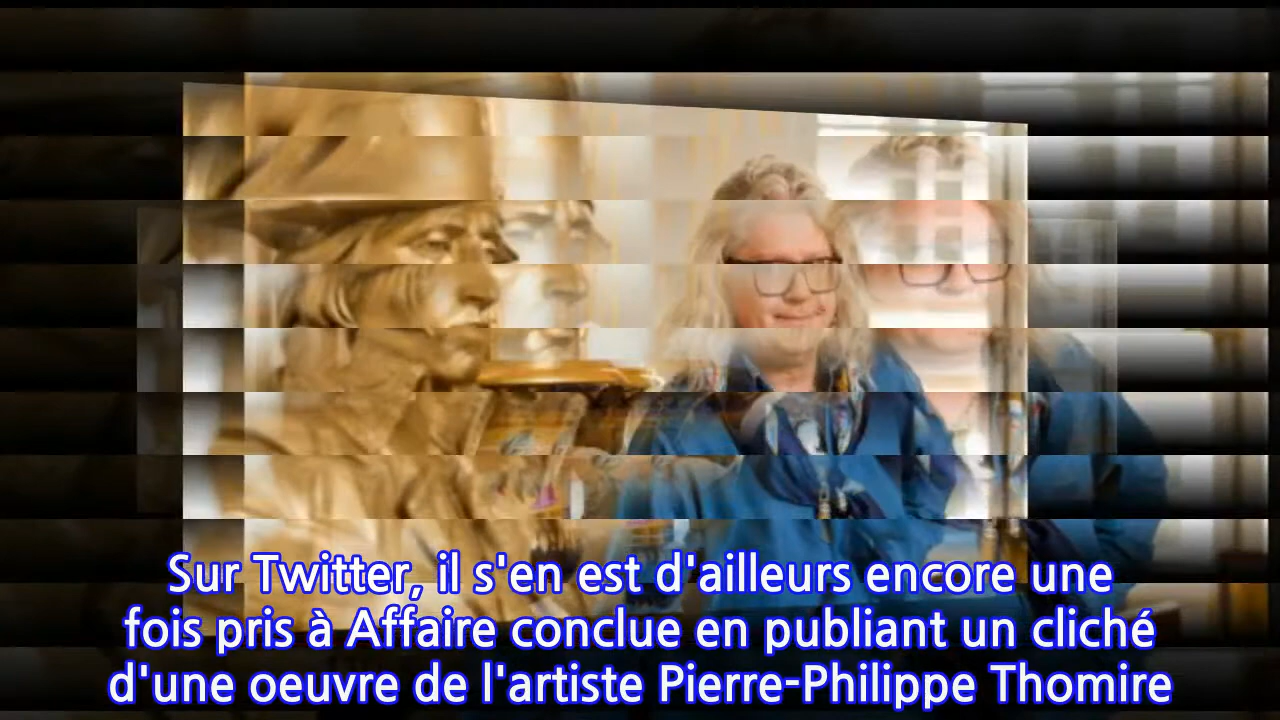 Sur Twitter, il s'en est d'ailleurs encore une
fois pris à Affaire conclue en publiant un cliché
d'une oeuvre de l'artiste Pierre-Philippe Thomire